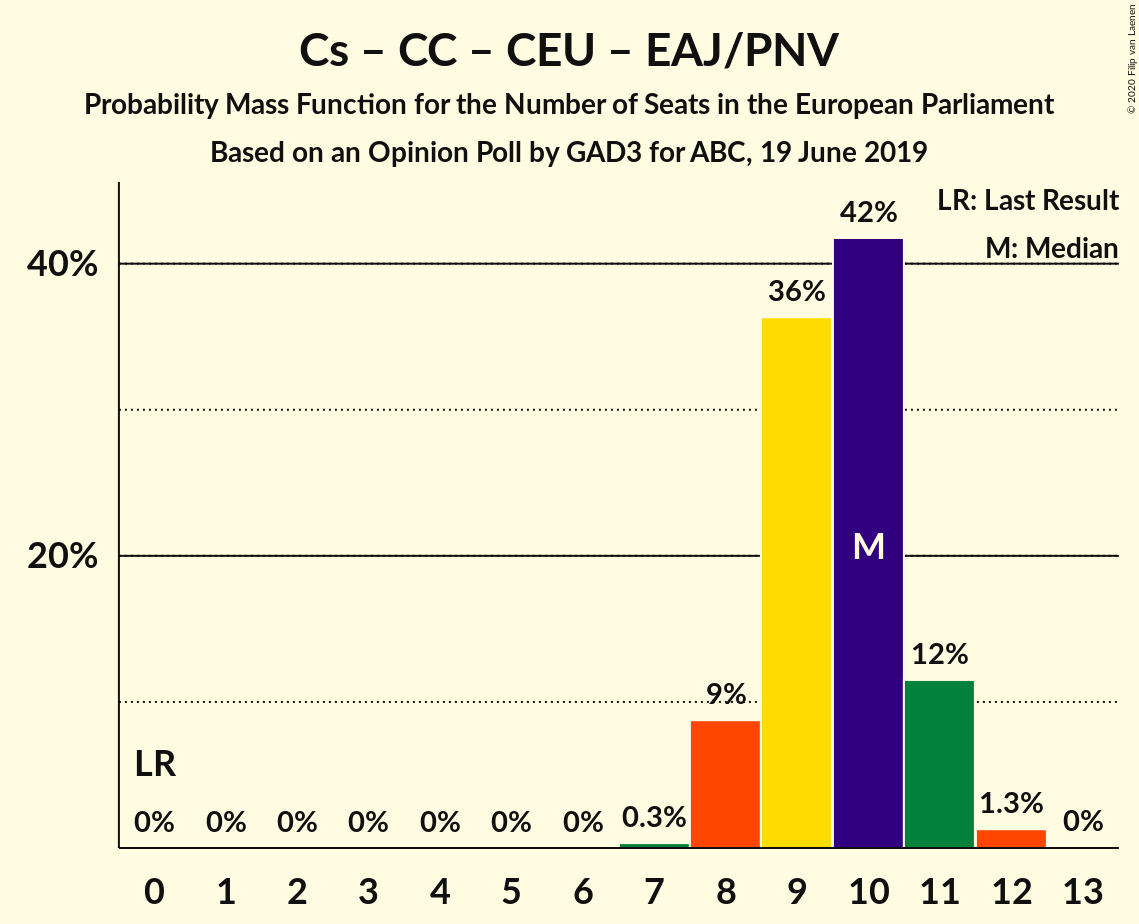 Cs – CC – CEU – EAJ/PNV
Probability Mass Function for the Number of Seats in the European Parliament
Based on an Opinion Poll by GAD3 for ABC, 19 June 2019
© 2020 Filip van Laenen
LR: Last Result
M: Median
42%
40%
36%
20%
M
12%
9%
LR
0%
0%
0%
0%
0%
0%
0%
0.3%
1.3%
0%
0 1 2 3 4 5 6 7 8 9 10 11 12 13